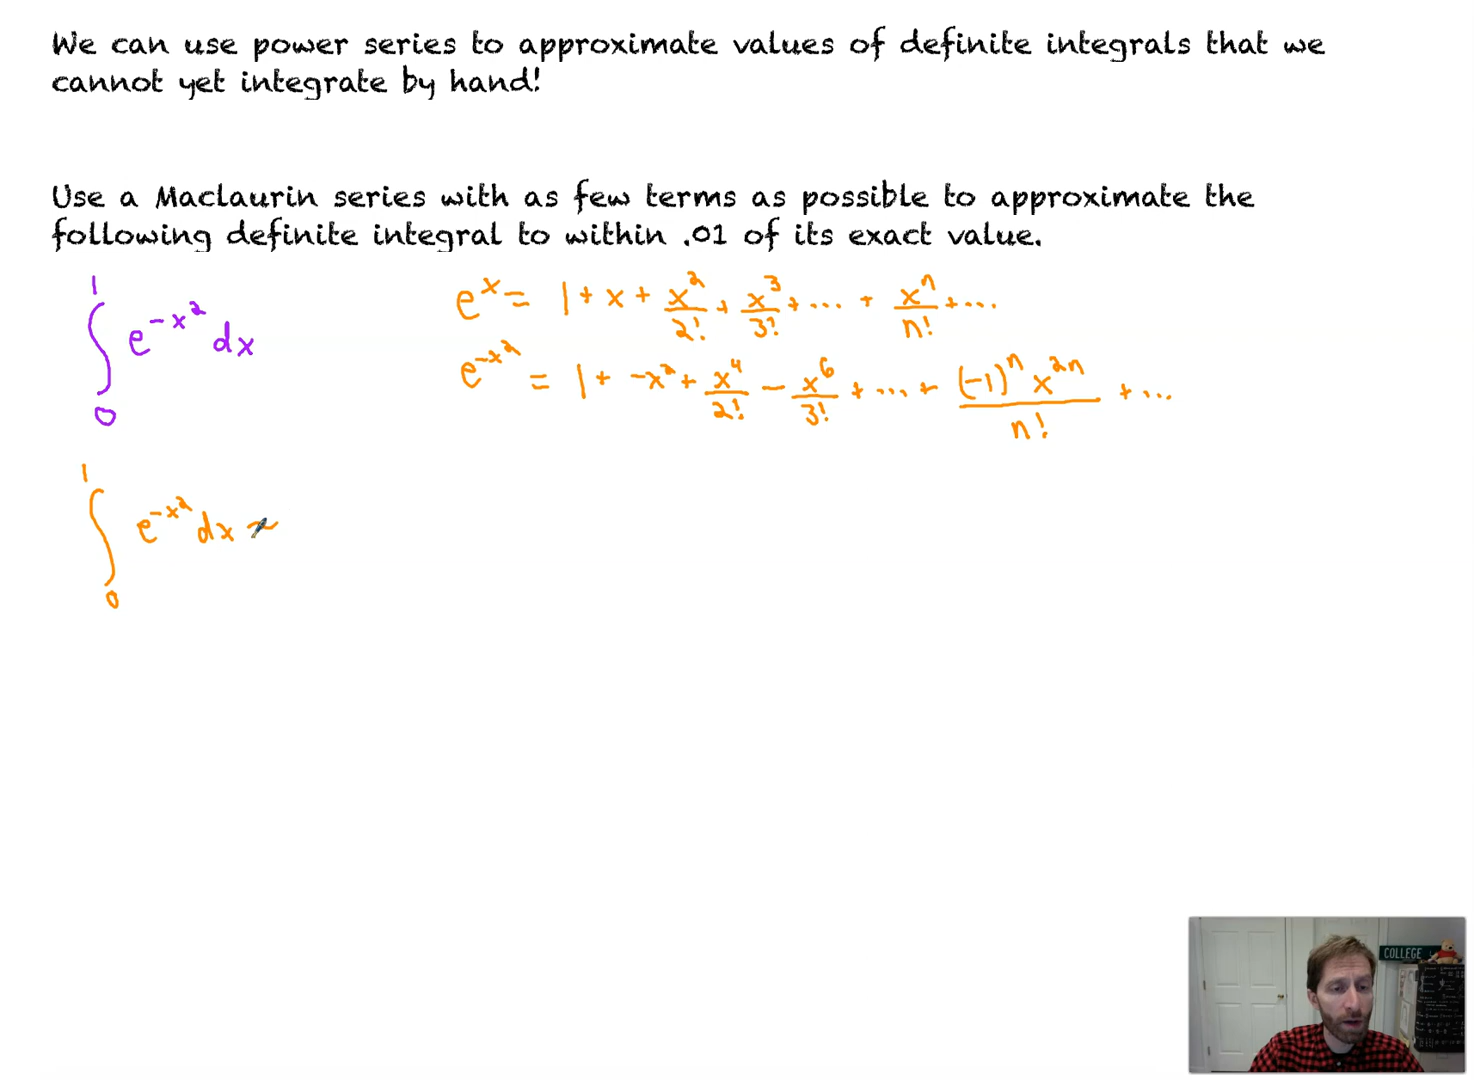 We can use power series to approximate values of definite integrals that we
cannot yet integrate by hand!
Use a Maclaurin series with as few terms as possible to approximate the
following definite integral to within .01 of its exact value.
∫₀¹ e^(-x²) dx
e^x = 1 + x + x²/2! + x³/3! + ... + xⁿ/n! + ...
e^(-x²) = 1 + -x² + x⁴/2! - x⁶/3! + ... + (-1)ⁿ x²ⁿ/n! + ...
∫₀¹ e^(-x²) dx ≈
COLLEGE